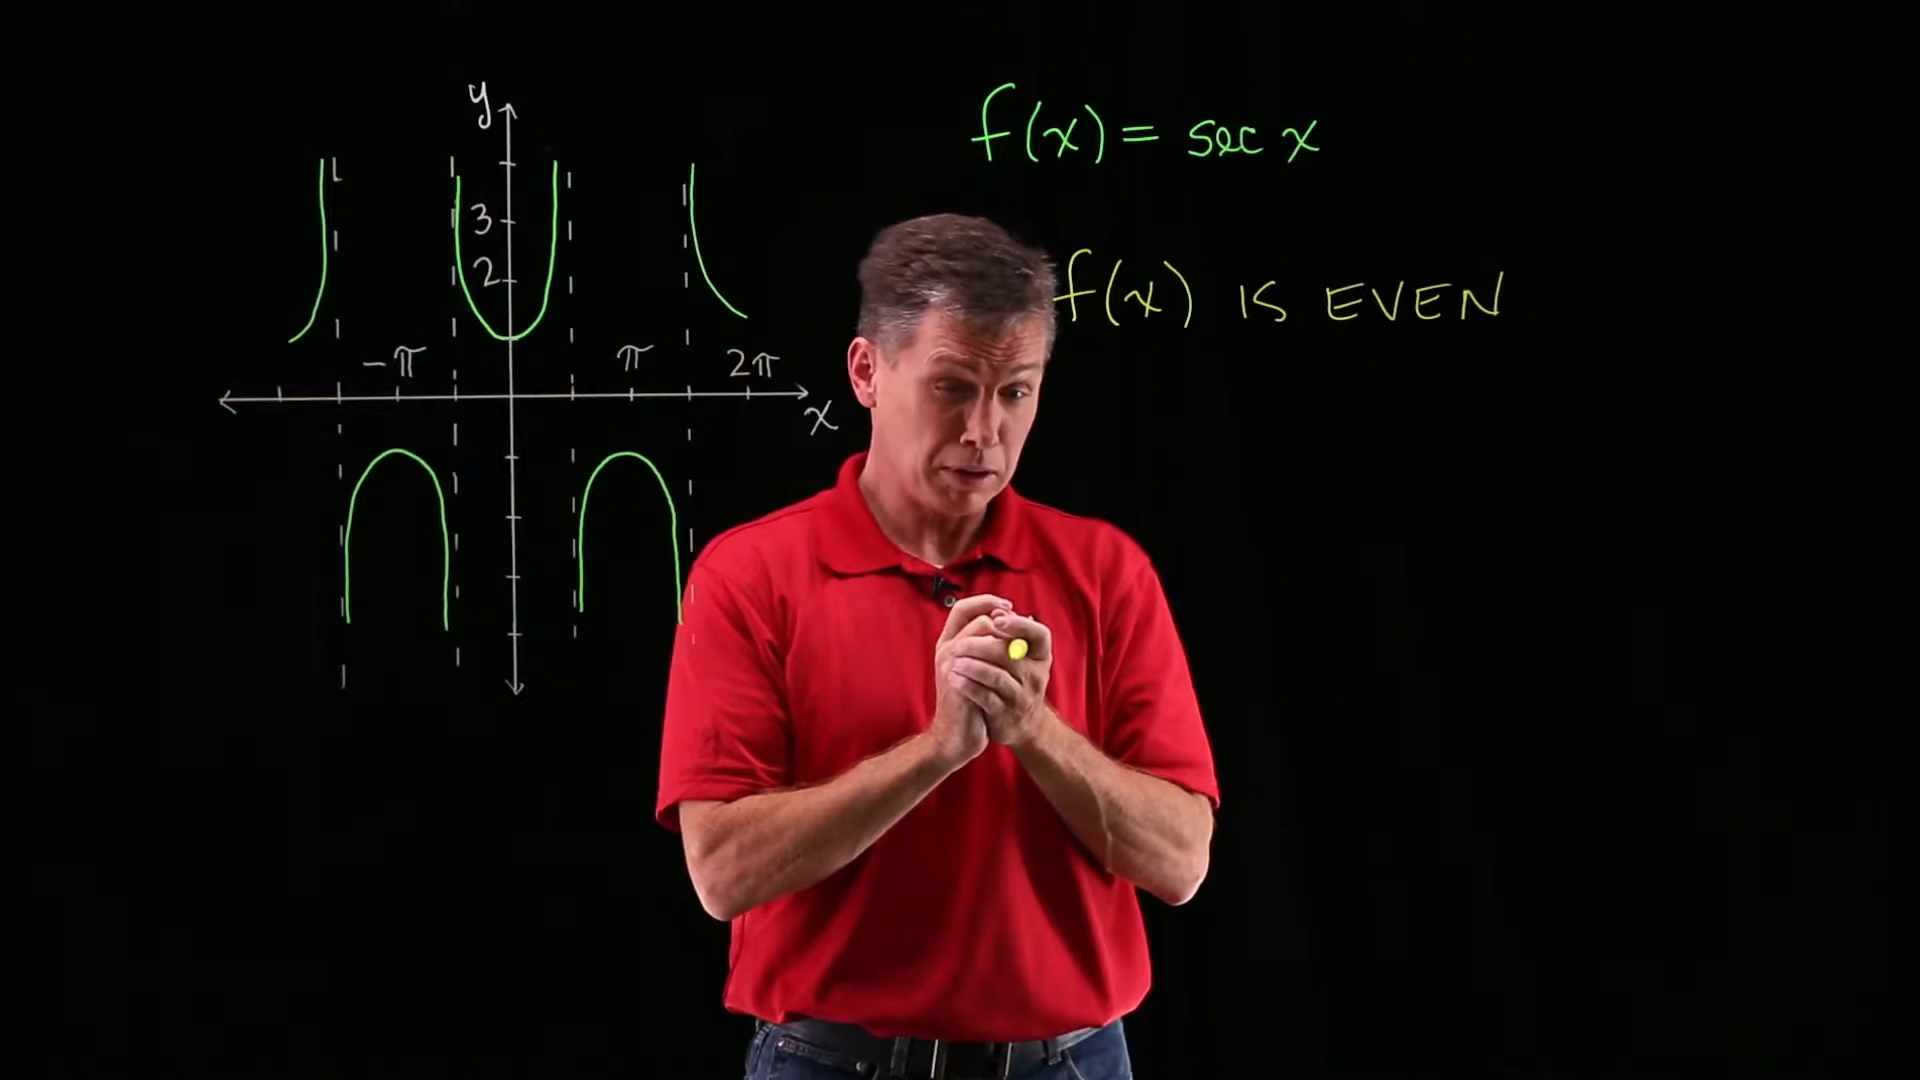 y
f(x) = sec x
3
f(x) IS EVEN
2
-π π 2π
x